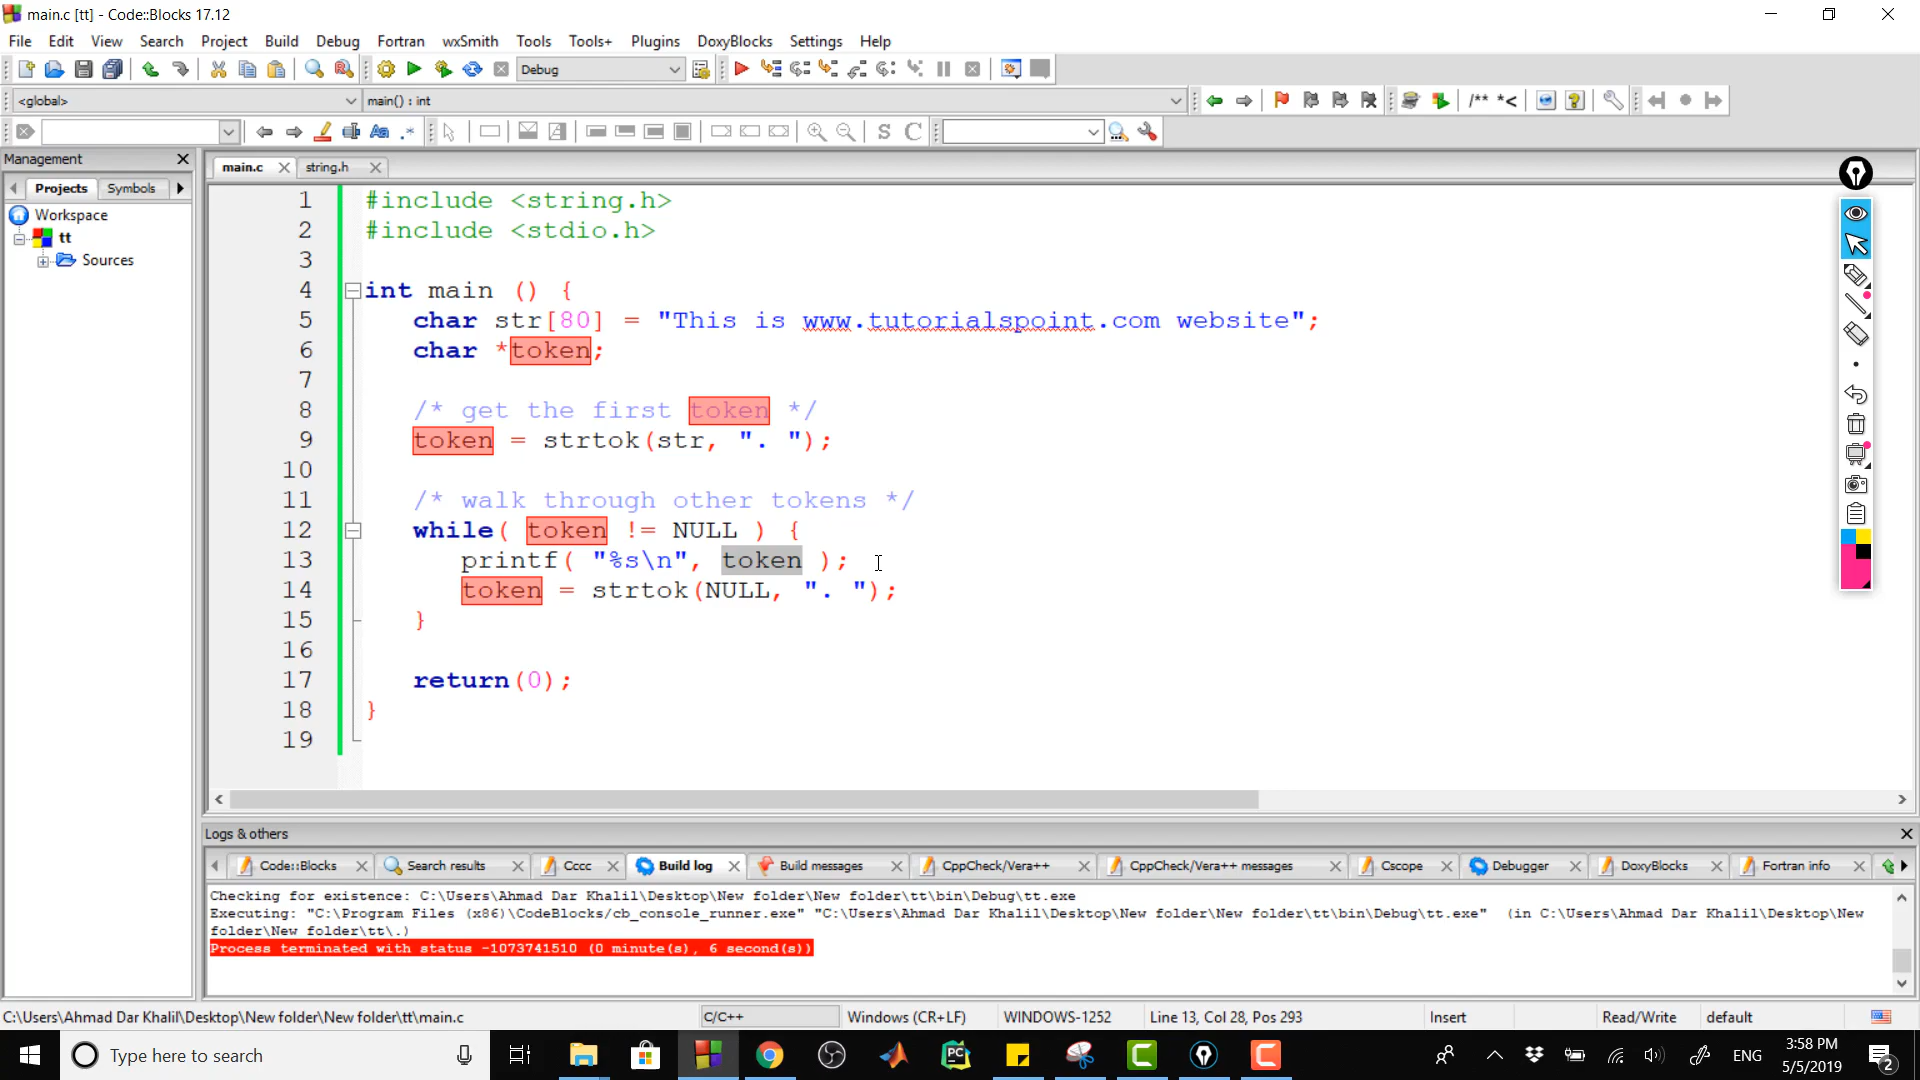 main.c [tt] - Code::Blocks 17.12
File Edit View Search Project Build Debug Fortran wxSmith Tools Tools+ Plugins DoxyBlocks Settings Help
Debug
<global> main() : int /** *<
Aa .* S C
Management
main.c string.h
Projects Symbols
Workspace
tt
Sources
1 #include <string.h>
2 #include <stdio.h>
3
4 int main () {
5 char str[80] = "This is www.tutorialspoint.com website";
6 char *token;
7
8 /* get the first token */
9 token = strtok(str, ". ");
10
11 /* walk through other tokens */
12 while( token != NULL ) {
13 printf( "%s\n", token );
14 token = strtok(NULL, ". ");
15 }
16
17 return(0);
18 }
19
Logs & others
Code::Blocks Search results Cccc Build log Build messages CppCheck/Vera++ CppCheck/Vera++ messages Cscope Debugger DoxyBlocks Fortran info
Checking for existence: C:\Users\Ahmad Dar Khalil\Desktop\New folder\New folder\tt\bin\Debug\tt.exe
Executing: "C:\Program Files (x86)\CodeBlocks/cb_console_runner.exe" "C:\Users\Ahmad Dar Khalil\Desktop\New folder\New folder\tt\bin\Debug\tt.exe" (in C:\Users\Ahmad Dar Khalil\Desktop\New
folder\New folder\tt\.)
Process terminated with status -1073741510 (0 minute(s), 6 second(s))
C:\Users\Ahmad Dar Khalil\Desktop\New folder\New folder\tt\main.c C/C++ Windows (CR+LF) WINDOWS-1252 Line 13, Col 28, Pos 293 Insert Read/Write default
Type here to search PC ENG 3:58 PM
5/5/2019 2